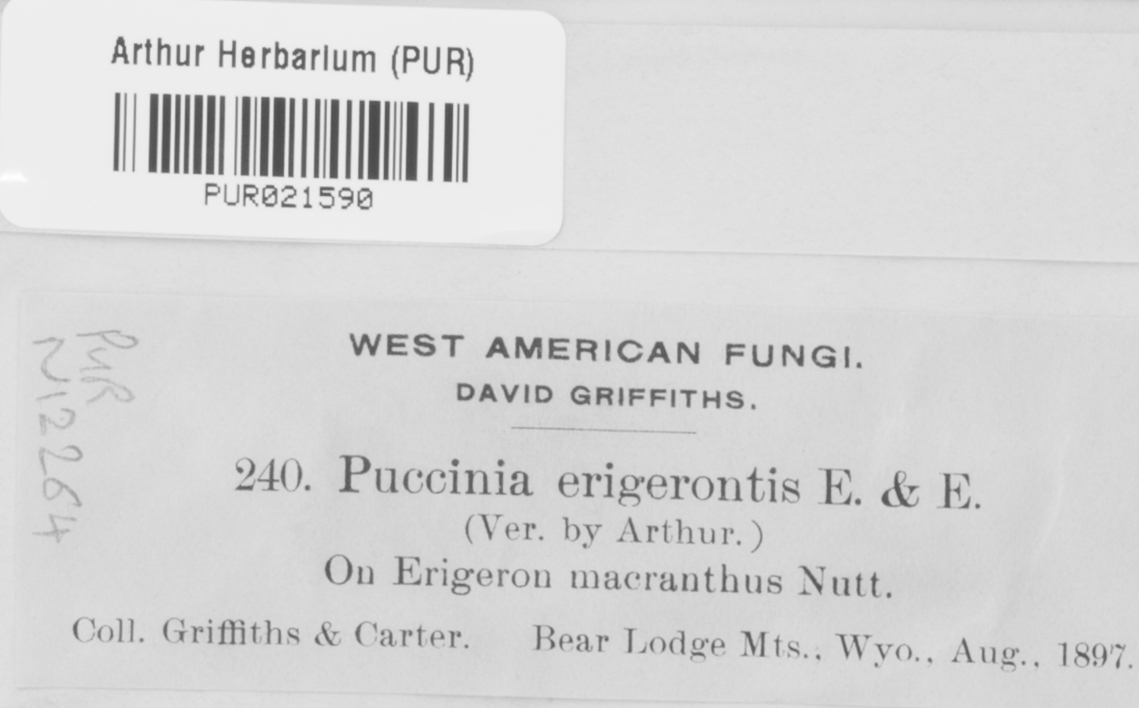 Arthur Herbarium (PUR)
PUR021590
PUR
N12264
WEST AMERICAN FUNGI.
DAVID GRIFFITHS.
240. Puccinia erigerontis E. & E.
(Ver. by Arthur.)
On Erigeron macranthus Nutt.
Coll. Griffiths & Carter. Bear Lodge Mts., Wyo., Aug., 1897.